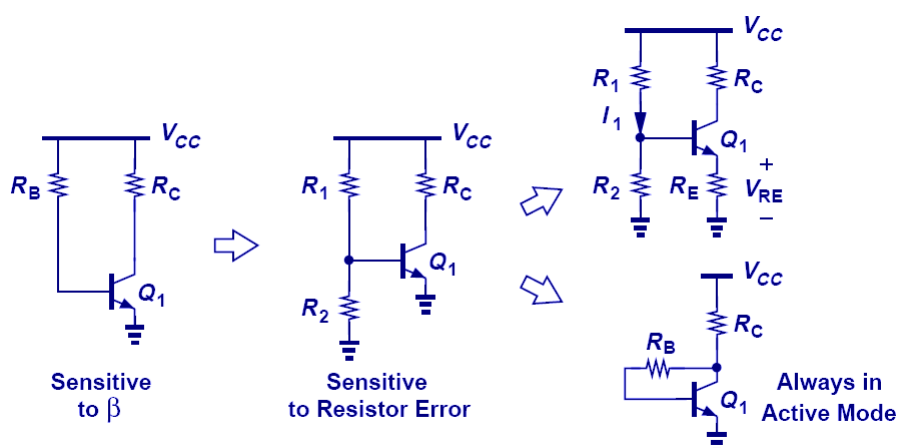 V_CC
R_B
R_C
Q_1
Sensitive
to β
V_CC
R_1
R_C
R_2
Q_1
Sensitive
to Resistor Error
V_CC
R_1
R_C
I_1
Q_1
R_2
R_E
+
V_RE
–
V_CC
R_C
R_B
Q_1
Always in
Active Mode